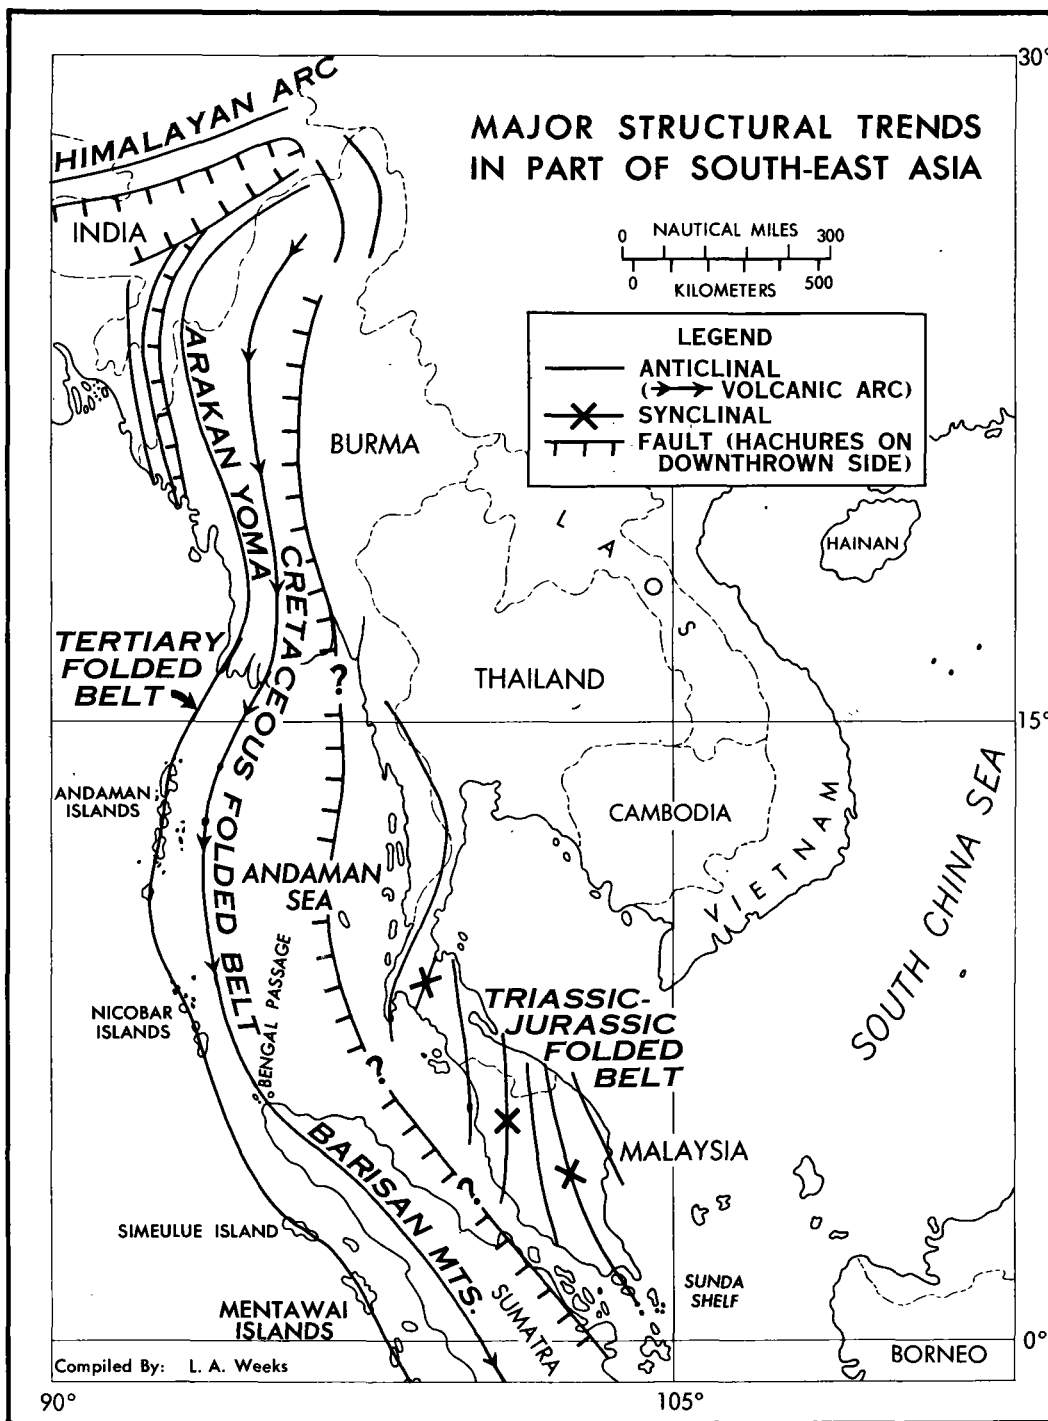 30°
HIMALAYAN ARC
MAJOR STRUCTURAL TRENDS
IN PART OF SOUTH-EAST ASIA
INDIA
0 NAUTICAL MILES 300
0 KILOMETERS 500
LEGEND
ANTICLINAL
(→→ VOLCANIC ARC)
SYNCLINAL
FAULT (HACHURES ON
DOWNTHROWN SIDE)
ARAKAN YOMA
BURMA
LAOS
HAINAN
CRETACEOUS FOLDED BELT
TERTIARY
FOLDED
BELT
?
THAILAND
15°
ANDAMAN
ISLANDS
CAMBODIA
VIETNAM
SOUTH CHINA SEA
ANDAMAN
SEA
BENGAL PASSAGE
NICOBAR
ISLANDS
TRIASSIC-
JURASSIC
FOLDED
BELT
?
BARISAN MTS.
MALAYSIA
?
SIMEULUE ISLAND
SUNDA
SHELF
MENTAWAI
ISLANDS
SUMATRA
0°
BORNEO
Compiled By: L. A. Weeks
90°
105°